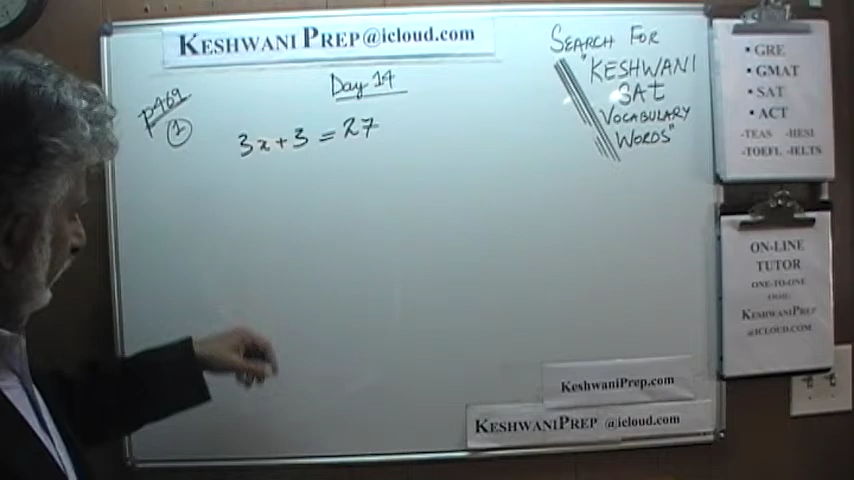 KESHWANI PREP@icloud.com
Day 14
p469
1
3x+3=27
SEARCH FOR
"KESHWANI
SAT
VOCABULARY
WORDS"
• GRE
• GMAT
• SAT
• ACT
-TEAS -HESI
-TOEFL -IELTS
ON-LINE
TUTOR
ONE-TO-ONE
KESHWANIPREP
@ICLOUD.COM
KeshwaniPrep.com
KESHWANIPREP @icloud.com